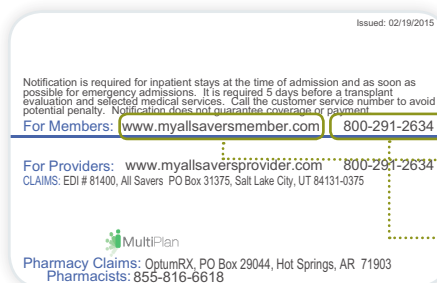 Issued: 02/19/2015
Notification is required for inpatient stays at the time of admission and as soon as
possible for emergency admissions. It is required 5 days before a transplant
evaluation and selected medical services. Call the customer service number to avoid
potential penalty. Notification does not guarantee coverage or payment.
For Members: www.myallsaversmember.com 800-291-2634
For Providers: www.myallsaversprovider.com 800-291-2634
CLAIMS: EDI # 81400, All Savers PO Box 31375, Salt Lake City, UT 84131-0375
MultiPlan
Pharmacy Claims: OptumRX, PO Box 29044, Hot Springs, AR 71903
Pharmacists: 855-816-6618